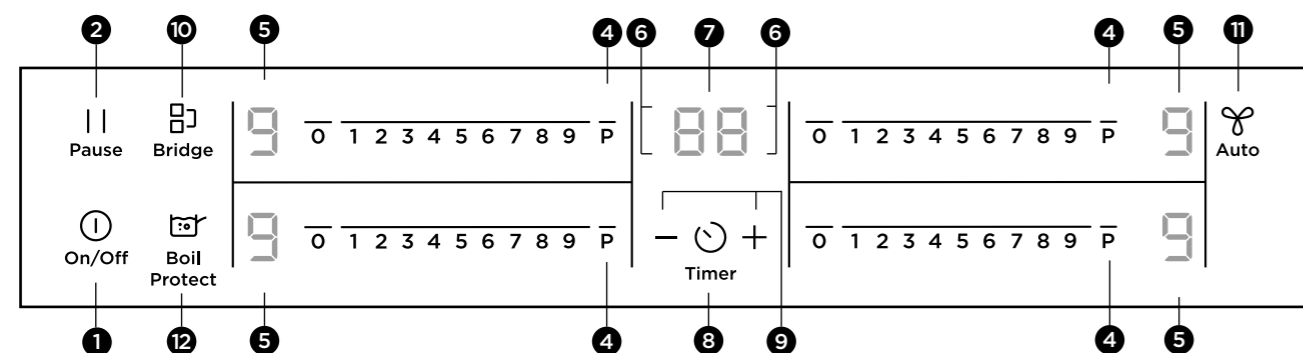 2 10 5 4 6 7 6 4 5 11
Pause Bridge 9 0 1 2 3 4 5 6 7 8 9 P 88 0 1 2 3 4 5 6 7 8 9 P 9 Auto
On/Off Boil Protect 9 0 1 2 3 4 5 6 7 8 9 P − + Timer 0 1 2 3 4 5 6 7 8 9 P 9
1 12 5 4 8 9 4 5